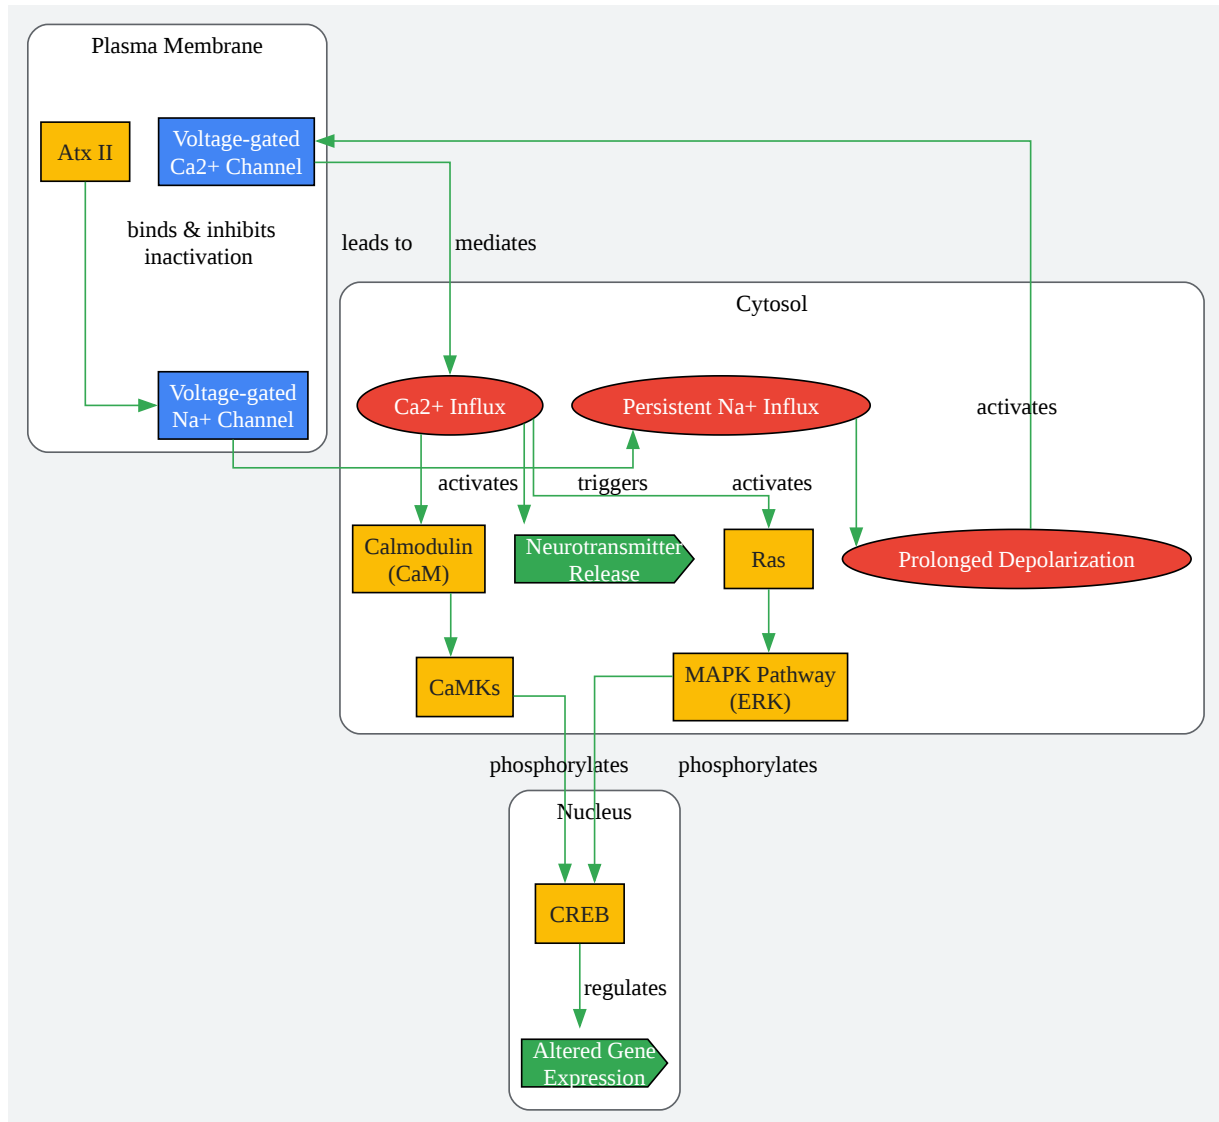 Plasma Membrane
Atx II
Voltage-gated
Ca2+ Channel
binds & inhibits
inactivation
leads to
mediates
Voltage-gated
Na+ Channel
Cytosol
Ca2+ Influx
Persistent Na+ Influx
activates
activates
triggers
activates
Calmodulin
(CaM)
Neurotransmitter
Release
Ras
Prolonged Depolarization
CaMKs
MAPK Pathway
(ERK)
phosphorylates
phosphorylates
Nucleus
CREB
regulates
Altered Gene
Expression